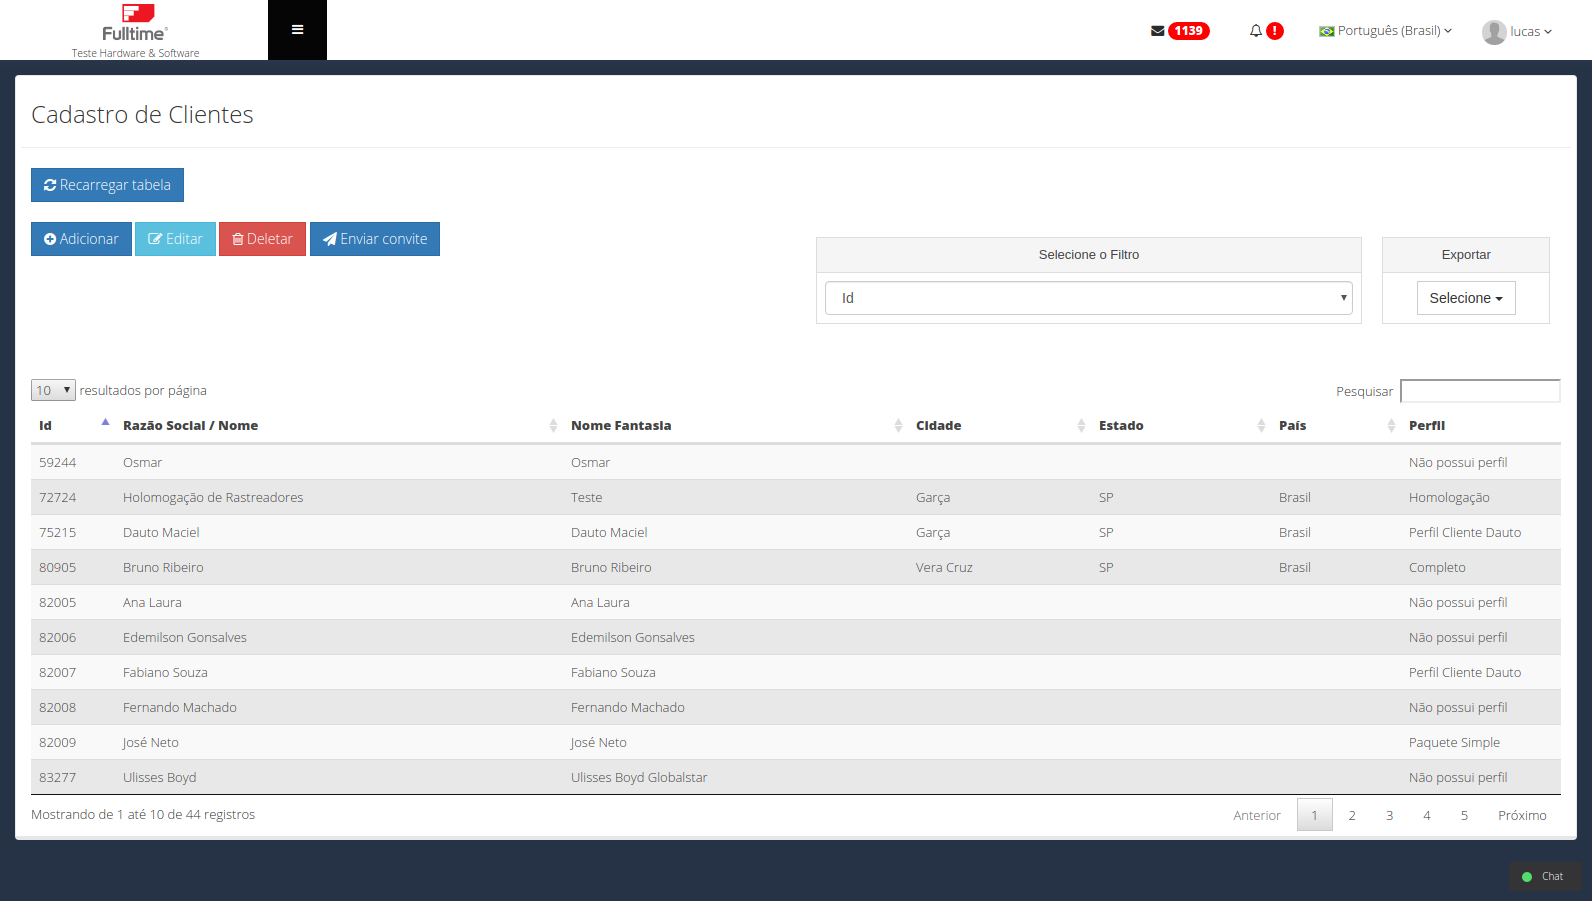 Fulltime
Teste Hardware & Software
1139
!
Português (Brasil)
lucas
Cadastro de Clientes
Recarregar tabela
Adicionar Editar Deletar Enviar convite
Selecione o Filtro
Id
Exportar
Selecione
10 resultados por página
Pesquisar
Id Razão Social / Nome Nome Fantasia Cidade Estado País Perfil
59244 Osmar Osmar Não possui perfil
72724 Holomogação de Rastreadores Teste Garça SP Brasil Homologação
75215 Dauto Maciel Dauto Maciel Garça SP Brasil Perfil Cliente Dauto
80905 Bruno Ribeiro Bruno Ribeiro Vera Cruz SP Brasil Completo
82005 Ana Laura Ana Laura Não possui perfil
82006 Edemilson Gonsalves Edemilson Gonsalves Não possui perfil
82007 Fabiano Souza Fabiano Souza Perfil Cliente Dauto
82008 Fernando Machado Fernando Machado Não possui perfil
82009 José Neto José Neto Paquete Simple
83277 Ulisses Boyd Ulisses Boyd Globalstar Não possui perfil
Mostrando de 1 até 10 de 44 registros
Anterior 1 2 3 4 5 Próximo
Chat